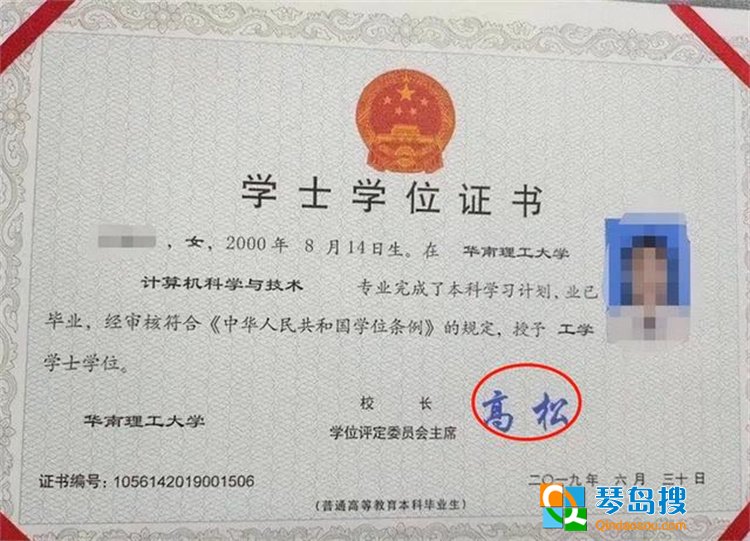 学士学位证书
，女，2000年 8月14日生。在 华南理工大学
计算机科学与技术 专业完成了本科学习计划，业已
毕业，经审核符合《中华人民共和国学位条例》的规定，授予 工学
学士学位。
华南理工大学
校 长
学位评定委员会主席
高松
证书编号：1056142019001506
二〇一九年 六月 三十日
(普通高等教育本科毕业生)
琴岛搜
Qingdaosou.com